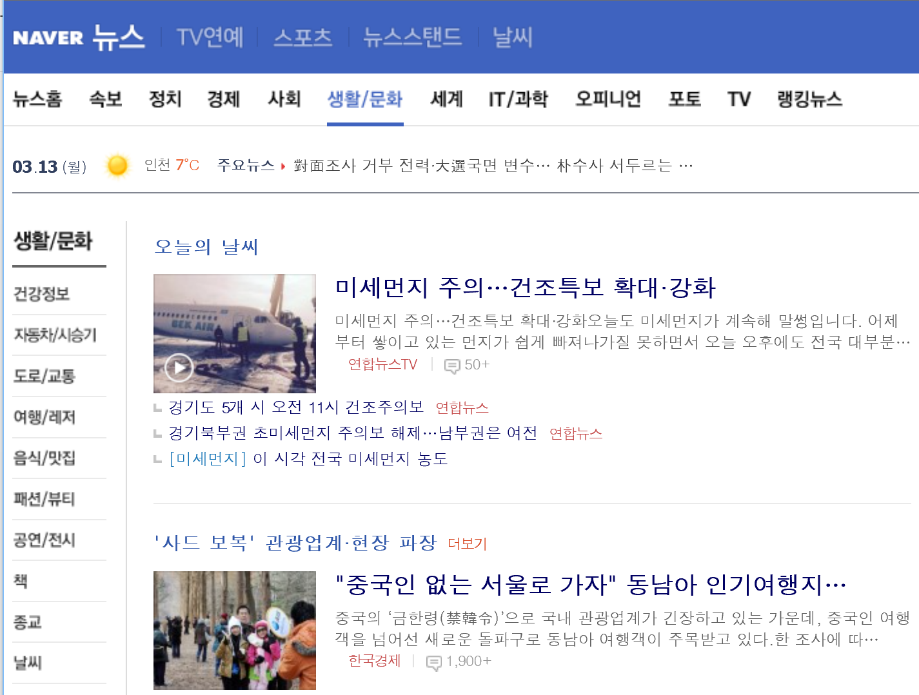 NAVER 뉴스 TV연예 스포츠 뉴스스탠드 날씨
뉴스홈 속보 정치 경제 사회 생활/문화 세계 IT/과학 오피니언 포토 TV 랭킹뉴스
03.13 (월) 인천 7°C 주요뉴스 對面조사 거부 전력·大選국면 변수… 朴수사 서두르는 …
생활/문화
건강정보
자동차/시승기
도로/교통
여행/레저
음식/맛집
패션/뷰티
공연/전시
책
종교
날씨
오늘의 날씨
BEK AIR
미세먼지 주의…건조특보 확대·강화
미세먼지 주의…건조특보 확대·강화오늘도 미세먼지가 계속해 말썽입니다. 어제
부터 쌓이고 있는 먼지가 쉽게 빠져나가질 못하면서 오늘 오후에도 전국 대부분…
연합뉴스TV 50+
경기도 5개 시 오전 11시 건조주의보 연합뉴스
경기북부권 초미세먼지 주의보 해제…남부권은 여전 연합뉴스
[미세먼지] 이 시각 전국 미세먼지 농도
'사드 보복' 관광업계·현장 파장 더보기
"중국인 없는 서울로 가자" 동남아 인기여행지…
중국의 ‘금한령(禁韓令)’으로 국내 관광업계가 긴장하고 있는 가운데, 중국인 여행
객을 넘어선 새로운 돌파구로 동남아 여행객이 주목받고 있다.한 조사에 따…
한국경제 1,900+